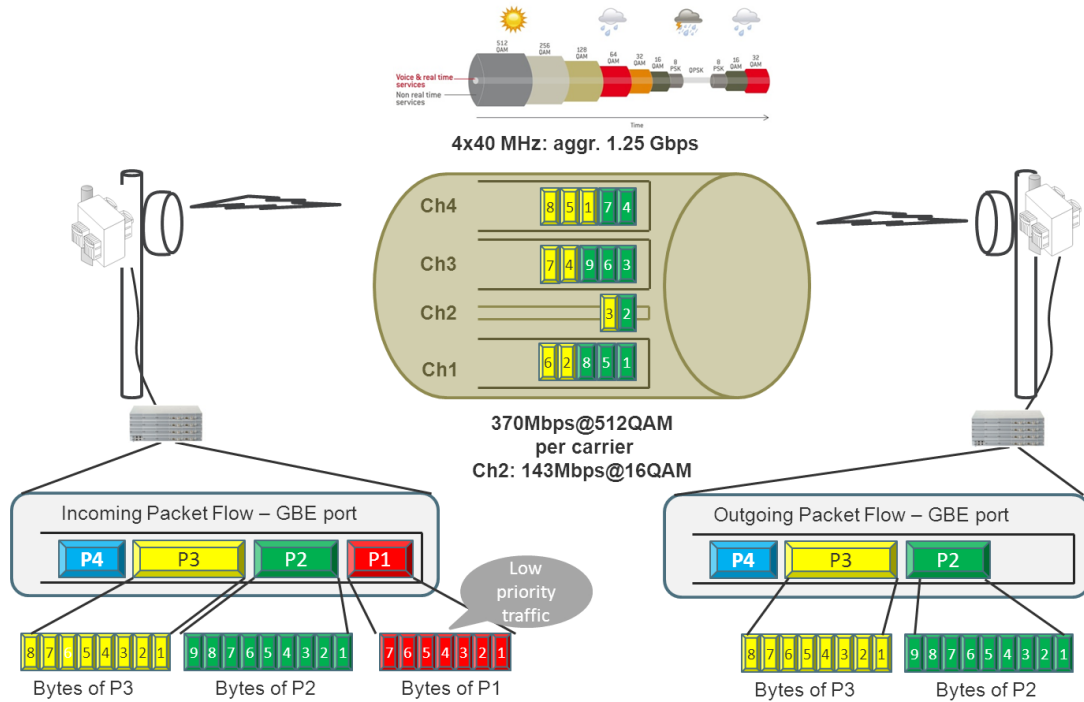 512 QAM
256 QAM
128 QAM
64 QAM
32 QAM
16 QAM
8 PSK
QPSK
8 PSK
16 QAM
32 QAM
Voice & real time services
Non real time services
Time
4x40 MHz: aggr. 1.25 Gbps
Ch4 8 5 1 7 4
Ch3 7 4 9 6 3
Ch2 3 2
Ch1 6 2 8 5 1
370Mbps@512QAM
per carrier
Ch2: 143Mbps@16QAM
Incoming Packet Flow – GBE port
P4 P3 P2 P1
Low
priority
traffic
8 7 6 5 4 3 2 1
Bytes of P3
9 8 7 6 5 4 3 2 1
Bytes of P2
7 6 5 4 3 2 1
Bytes of P1
Outgoing Packet Flow – GBE port
P4 P3 P2
8 7 6 5 4 3 2 1
Bytes of P3
9 8 7 6 5 4 3 2 1
Bytes of P2